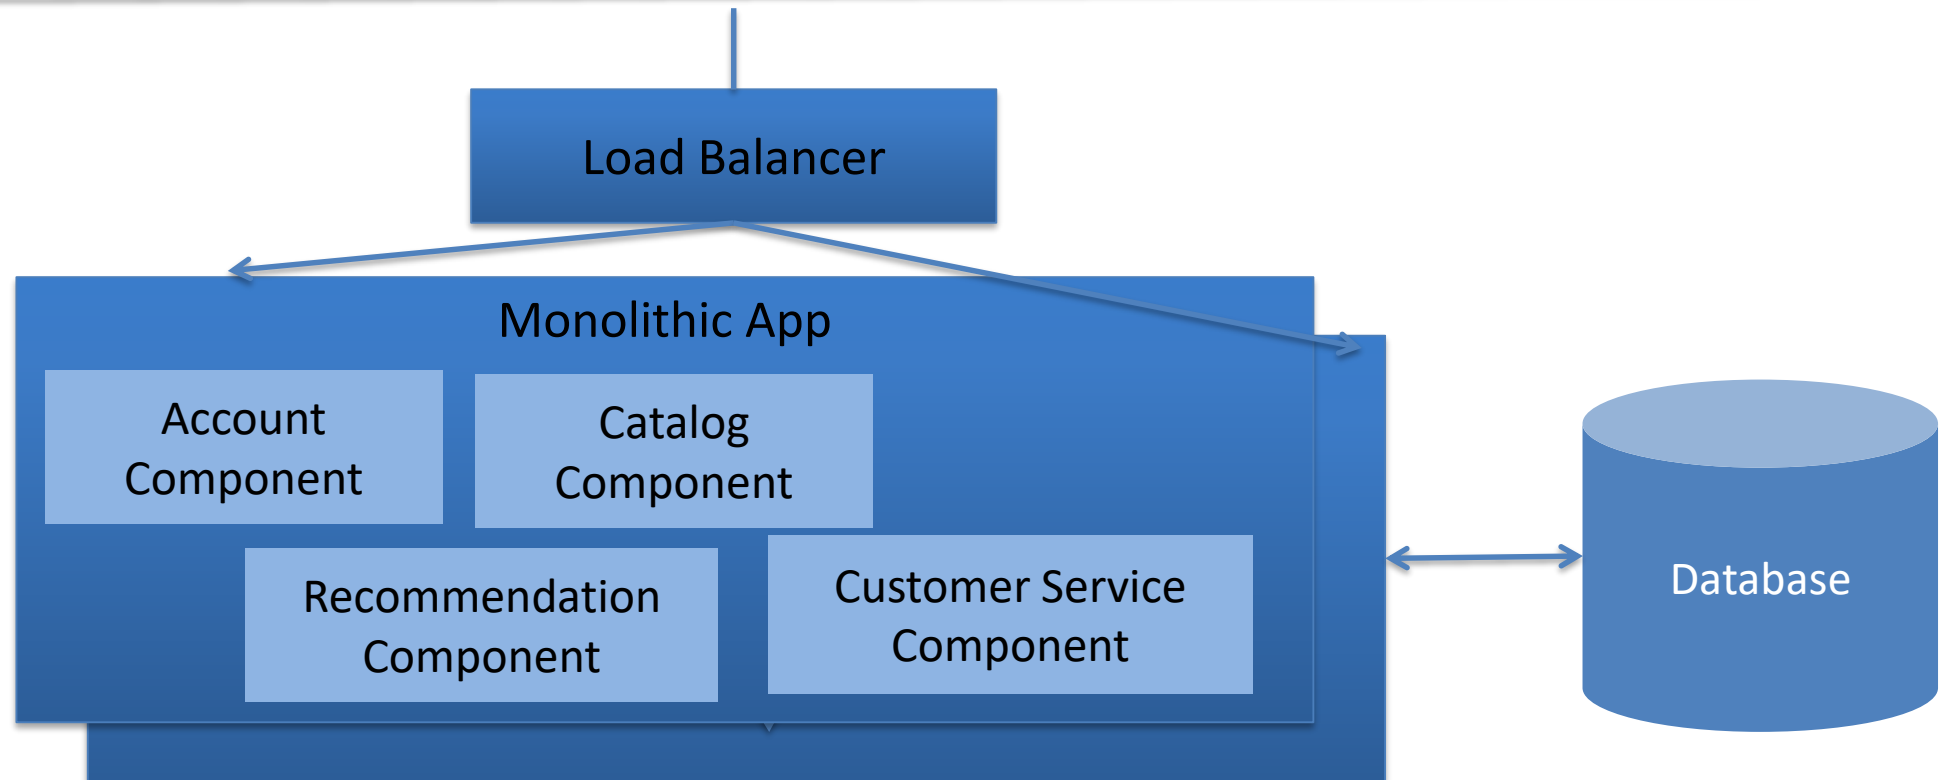 Load Balancer
Monolithic App
Account
Component
Catalog
Component
Recommendation
Component
Customer Service
Component
Database